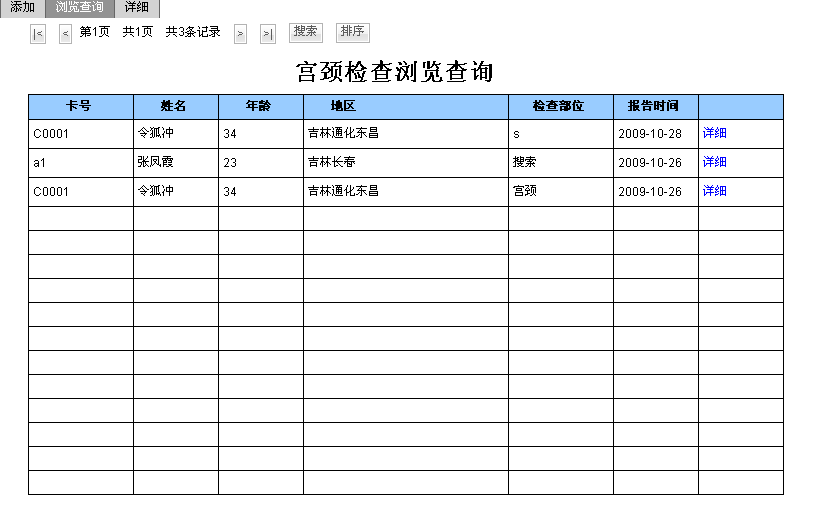 添加 浏览查询 详细
|< < 第1页 共1页 共3条记录 > >| 搜索 排序
宫颈检查浏览查询
卡号 姓名 年龄 地区 检查部位 报告时间
C0001 令狐冲 34 吉林通化东昌 s 2009-10-28 详细
a1 张凤霞 23 吉林长春 搜索 2009-10-26 详细
C0001 令狐冲 34 吉林通化东昌 宫颈 2009-10-26 详细